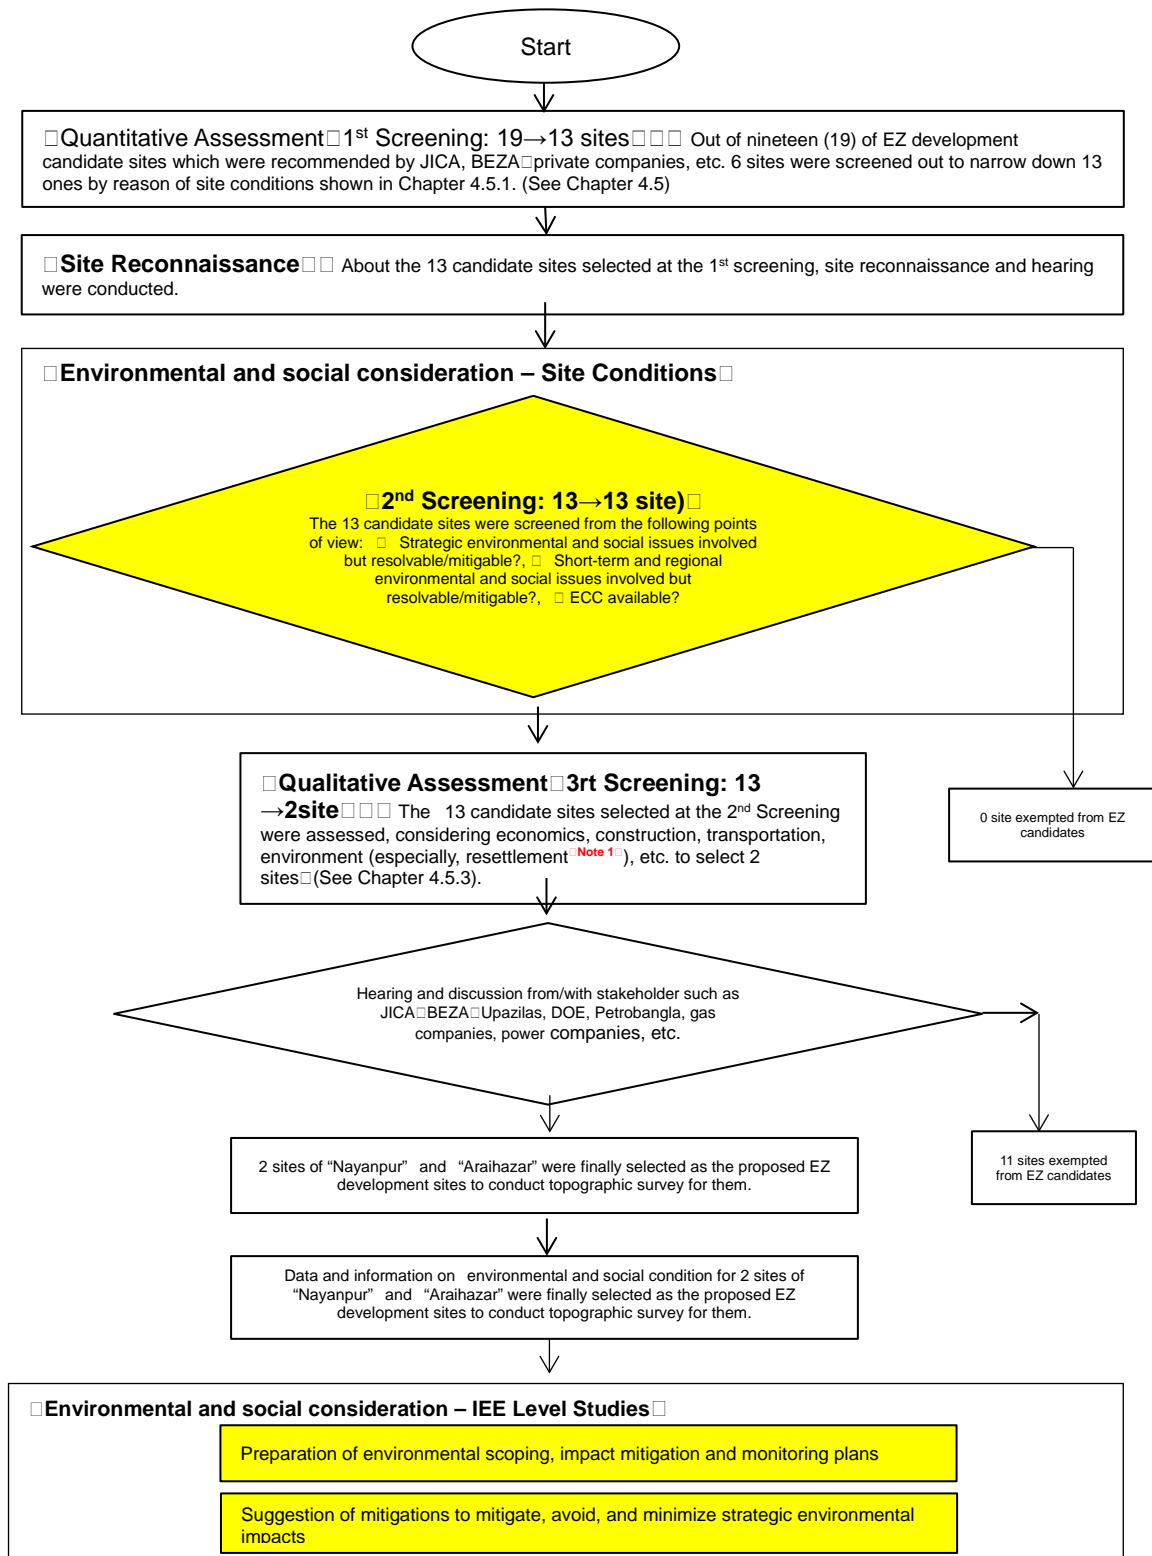 Start
□Quantitative Assessment□1st Screening: 19→13 sites□□□ Out of nineteen (19) of EZ development
candidate sites which were recommended by JICA, BEZA□private companies, etc. 6 sites were screened out to narrow down 13
ones by reason of site conditions shown in Chapter 4.5.1. (See Chapter 4.5)
□Site Reconnaissance□□ About the 13 candidate sites selected at the 1st screening, site reconnaissance and hearing
were conducted.
□Environmental and social consideration – Site Conditions□
□2nd Screening: 13→13 site)□
The 13 candidate sites were screened from the following points
of view: □ Strategic environmental and social issues involved
but resolvable/mitigable?, □ Short-term and regional
environmental and social issues involved but
resolvable/mitigable?, □ ECC available?
□Qualitative Assessment□3rt Screening: 13
→2site□□□ The 13 candidate sites selected at the 2nd Screening
were assessed, considering economics, construction, transportation,
environment (especially, resettlement□Note 1□), etc. to select 2
sites□(See Chapter 4.5.3).
0 site exempted from EZ
candidates
Hearing and discussion from/with stakeholder such as
JICA□BEZA□Upazilas, DOE, Petrobangla, gas
companies, power companies, etc.
11 sites exempted
from EZ candidates
2 sites of “Nayanpur” and “Araihazar” were finally selected as the proposed EZ
development sites to conduct topographic survey for them.
Data and information on environmental and social condition for 2 sites of
“Nayanpur” and “Araihazar” were finally selected as the proposed EZ
development sites to conduct topographic survey for them.
□Environmental and social consideration – IEE Level Studies□
Preparation of environmental scoping, impact mitigation and monitoring plans
Suggestion of mitigations to mitigate, avoid, and minimize strategic environmental
impacts